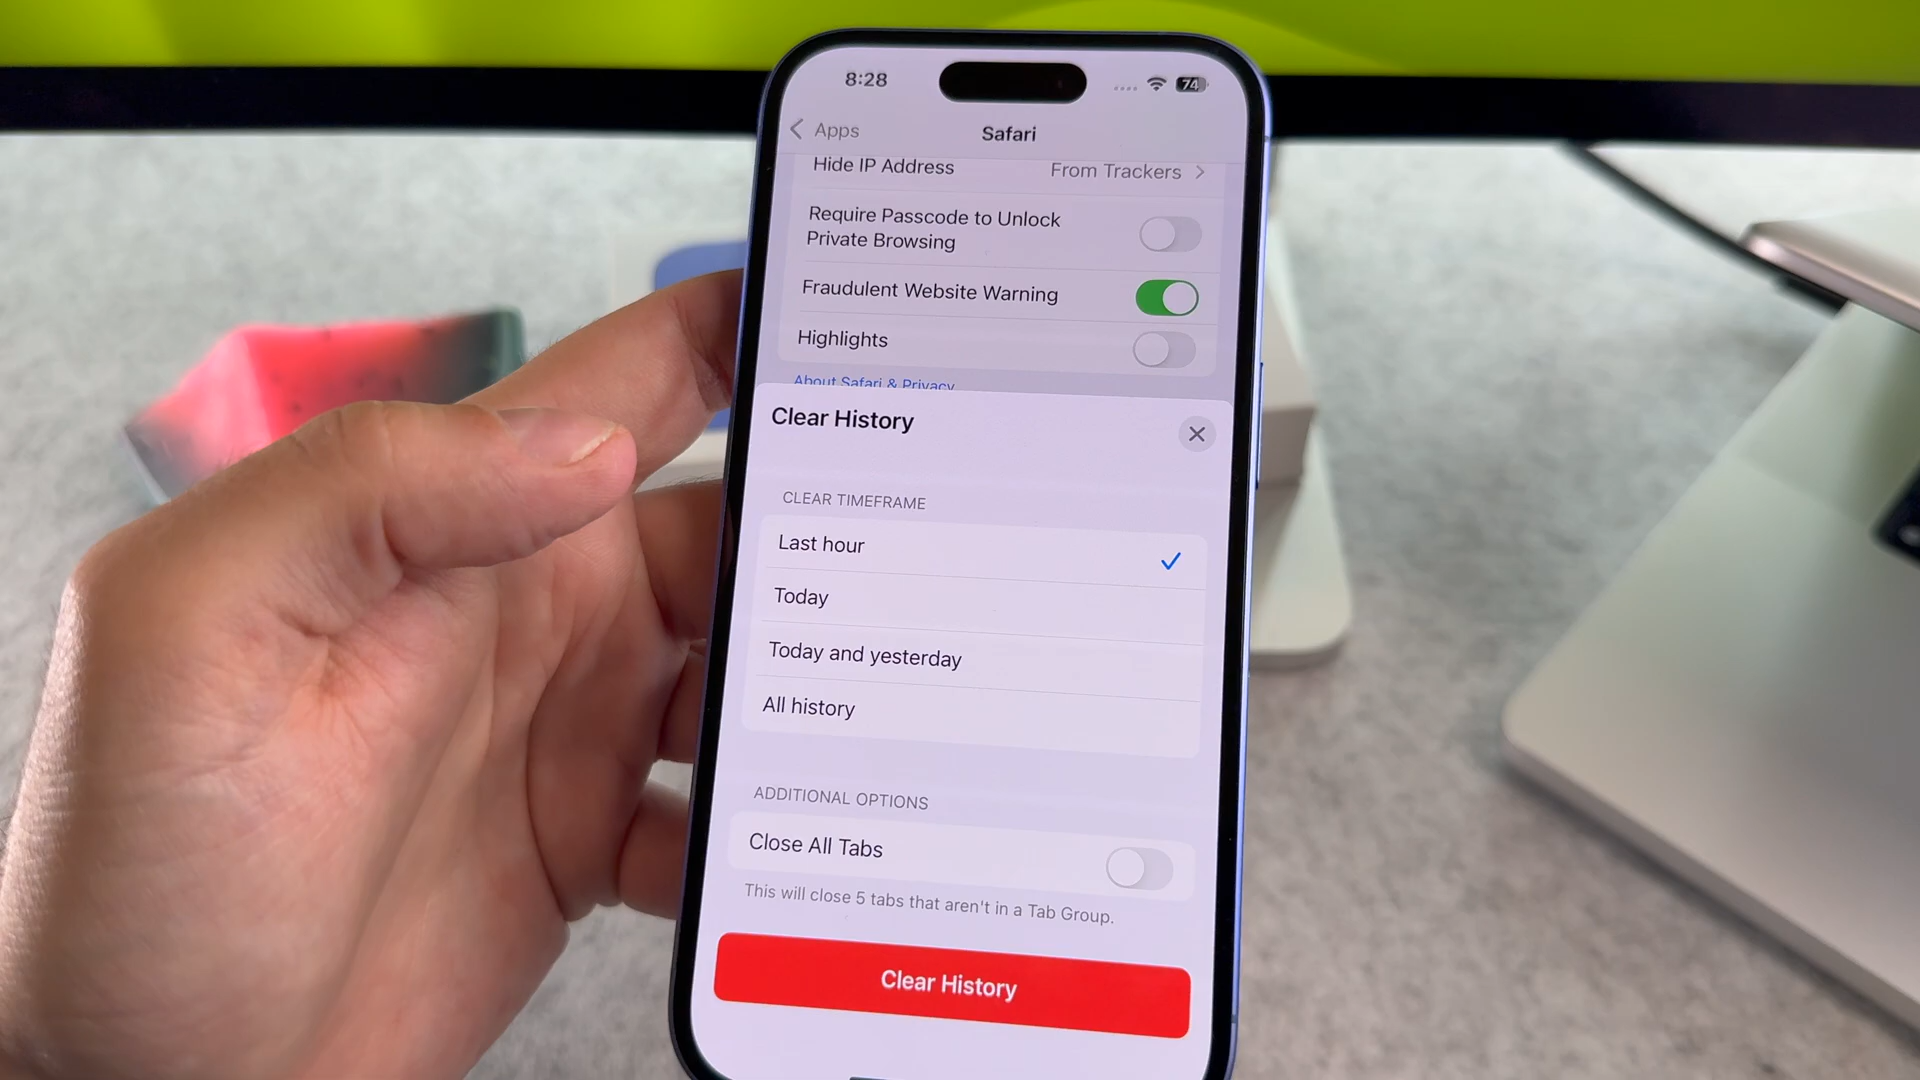 8:28
74
Apps
Safari
Hide IP Address
From Trackers
Require Passcode to Unlock
Private Browsing
Fraudulent Website Warning
Highlights
About Safari & Privacy
Clear History
CLEAR TIMEFRAME
Last hour
Today
Today and yesterday
All history
ADDITIONAL OPTIONS
Close All Tabs
This will close 5 tabs that aren't in a Tab Group.
Clear History